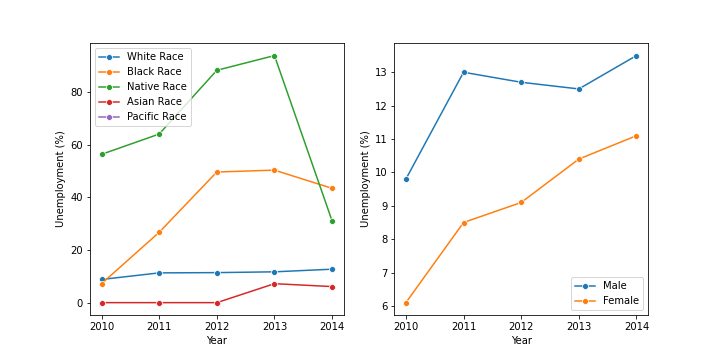 White Race
Black Race
Native Race
Asian Race
Pacific Race
Unemployment (%)
80
60
40
20
0
2010 2011 2012 2013 2014
Year
Unemployment (%)
13
12
11
10
9
8
7
6
Male
Female
2010 2011 2012 2013 2014
Year